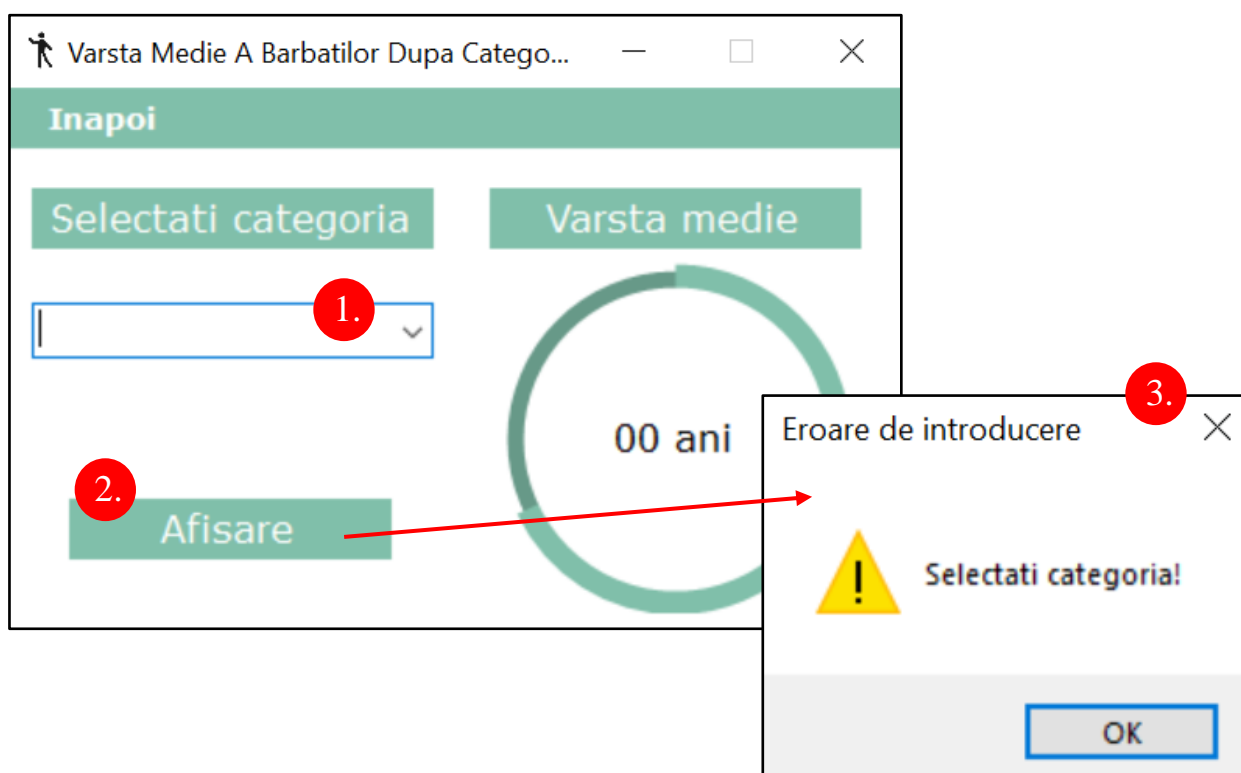 Varsta Medie A Barbatilor Dupa Catego...
Inapoi
Selectati categoria
Varsta medie
1.
00 ani
2.
Afisare
3.
Eroare de introducere
Selectati categoria!
OK